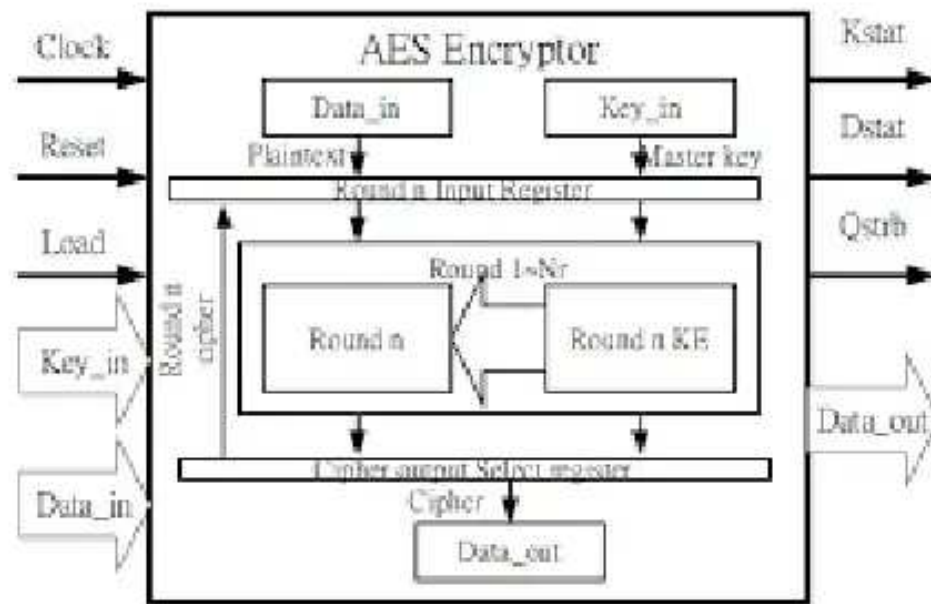 AES Encryptor
Clock
Reset
Load
Key_in
Data_in
Data_in
Key_in
Plaintext
Master key
Round n Input Register
Round 1~Nr
Round n
Round n KE
Round n
cipher
Cipher output Select register
Cipher
Data_out
Kstat
Dstat
Qstrb
Data_out